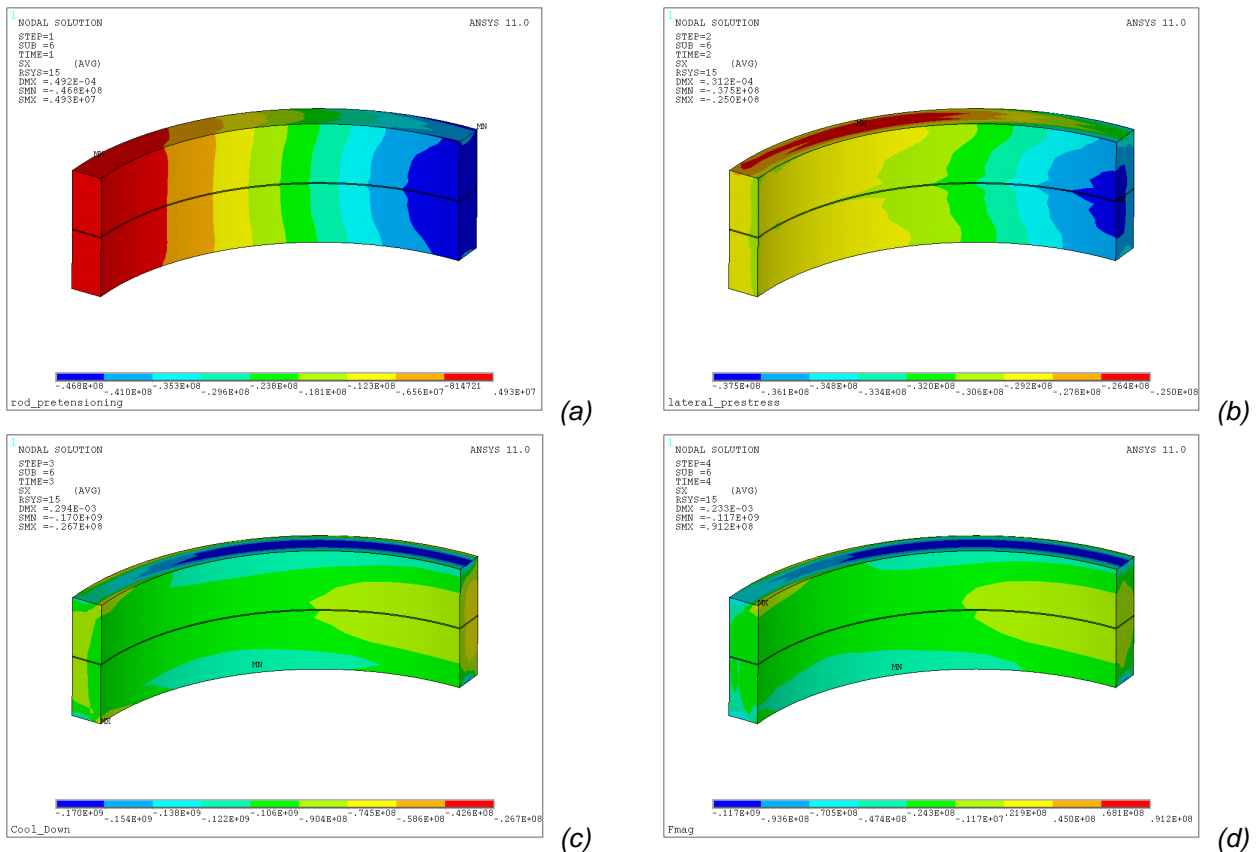 1
NODAL SOLUTION
ANSYS 11.0
STEP=1
SUB =6
TIME=1
SX (AVG)
RSYS=15
DMX =.492E-04
SMN =-.468E+08
SMX =.493E+07
MX
MN
-.468E+08 -.353E+08 -.238E+08 -.123E+08 -814721
-.410E+08 -.296E+08 -.181E+08 -.656E+07 .493E+07
rod_pretensioning
(a)
1
NODAL SOLUTION
ANSYS 11.0
STEP=2
SUB =6
TIME=2
SX (AVG)
RSYS=15
DMX =.312E-04
SMN =-.375E+08
SMX =-.250E+08
MX
-.375E+08 -.348E+08 -.320E+08 -.292E+08 -.264E+08
-.361E+08 -.334E+08 -.306E+08 -.278E+08 -.250E+08
lateral_prestress
(b)
1
NODAL SOLUTION
ANSYS 11.0
STEP=3
SUB =6
TIME=3
SX (AVG)
RSYS=15
DMX =.294E-03
SMN =-.170E+09
SMX =-.267E+08
MN
MX
-.170E+09 -.138E+09 -.106E+09 -.745E+08 -.426E+08
-.154E+09 -.122E+09 -.904E+08 -.586E+08 -.267E+08
Cool_Down
(c)
1
NODAL SOLUTION
ANSYS 11.0
STEP=4
SUB =6
TIME=4
SX (AVG)
RSYS=15
DMX =.233E-03
SMN =-.117E+09
SMX =.912E+08
MX
MN
-.117E+09 -.705E+08 -.243E+08 .219E+08 .681E+08
-.936E+08 -.474E+08 -.117E+07 .450E+08 .912E+08
Fmag
(d)